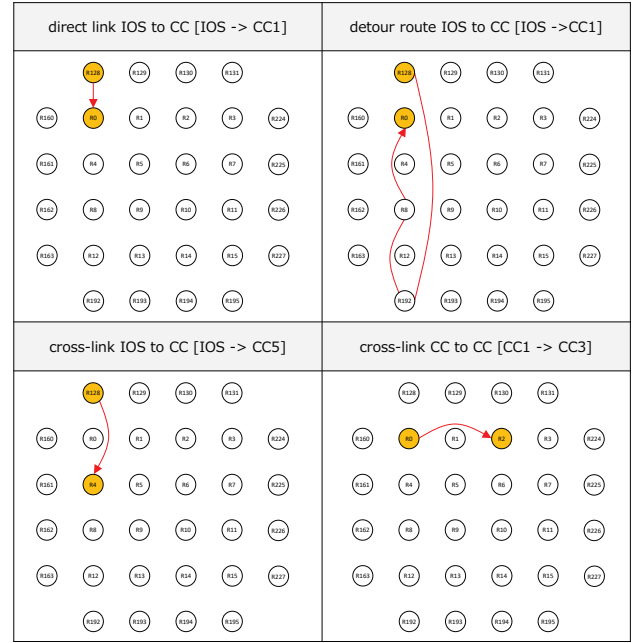 direct link IOS to CC [IOS -> CC1]
R128 R129 R130 R131
R160 R0 R1 R2 R3 R224
R161 R4 R5 R6 R7 R225
R162 R8 R9 R10 R11 R226
R163 R12 R13 R14 R15 R227
R192 R193 R194 R195
detour route IOS to CC [IOS ->CC1]
R128 R129 R130 R131
R160 R0 R1 R2 R3 R224
R161 R4 R5 R6 R7 R225
R162 R8 R9 R10 R11 R226
R163 R12 R13 R14 R15 R227
R192 R193 R194 R195
cross-link IOS to CC [IOS -> CC5]
R128 R129 R130 R131
R160 R0 R1 R2 R3 R224
R161 R4 R5 R6 R7 R225
R162 R8 R9 R10 R11 R226
R163 R12 R13 R14 R15 R227
R192 R193 R194 R195
cross-link CC to CC [CC1 -> CC3]
R128 R129 R130 R131
R160 R0 R1 R2 R3 R224
R161 R4 R5 R6 R7 R225
R162 R8 R9 R10 R11 R226
R163 R12 R13 R14 R15 R227
R192 R193 R194 R195